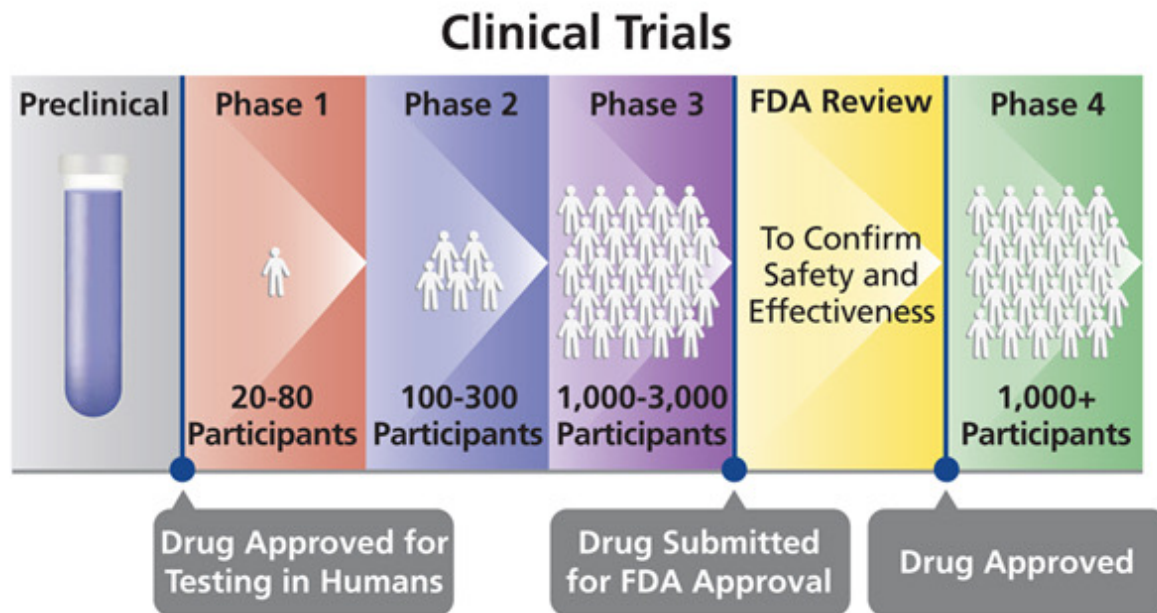 Clinical Trials
Preclinical
Phase 1
20-80
Participants
Phase 2
100-300
Participants
Phase 3
1,000-3,000
Participants
FDA Review
To Confirm
Safety and
Effectiveness
Phase 4
1,000+
Participants
Drug Approved for
Testing in Humans
Drug Submitted
for FDA Approval
Drug Approved